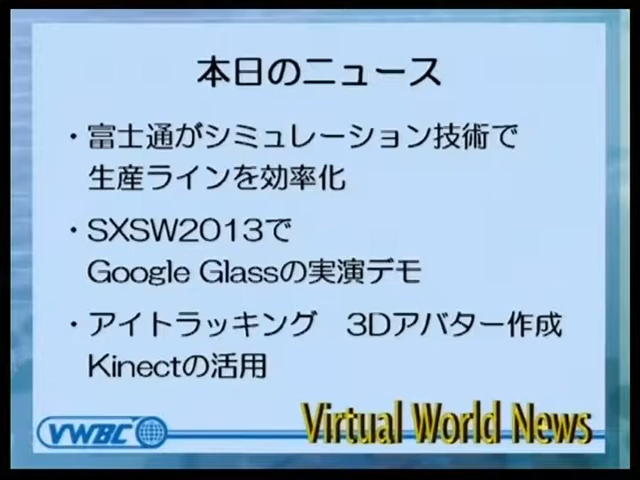 本日のニュース
・富士通がシミュレーション技術で
生産ラインを効率化
・SXSW2013で
Google Glassの実演デモ
・アイトラッキング　3Dアバター作成
Kinectの活用
VWBC
Virtual World News